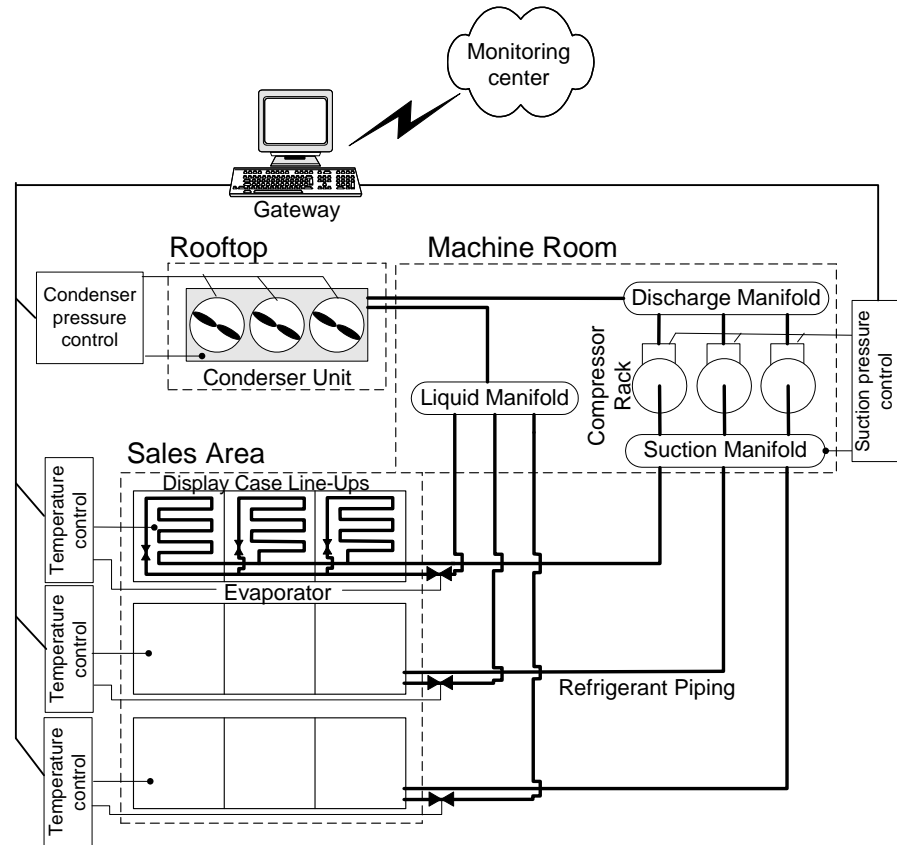 Monitoring
center
Gateway
Rooftop
Machine Room
Condenser
pressure
control
Discharge Manifold
Conderser Unit
Compressor
Rack
Suction pressure
control
Liquid Manifold
Suction Manifold
Sales Area
Display Case Line-Ups
Temperature
control
Evaporator
Temperature
control
Refrigerant Piping
Temperature
control